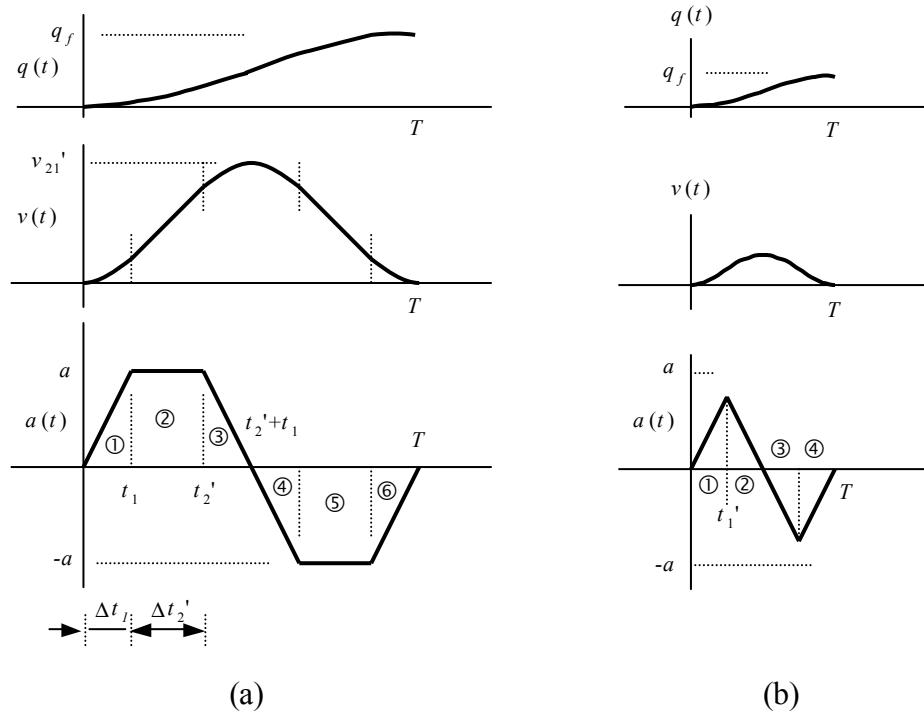 q_f
q(t)
T
v_21'
v(t)
T
a
a(t)
① ② ③ t_2'+t_1
T
t_1 t_2' ④ ⑤ ⑥
-a
Δt_1 Δt_2'
(a)
q(t)
q_f
T
v(t)
T
a
a(t)
③ ④
① ② T
t_1'
-a
(b)